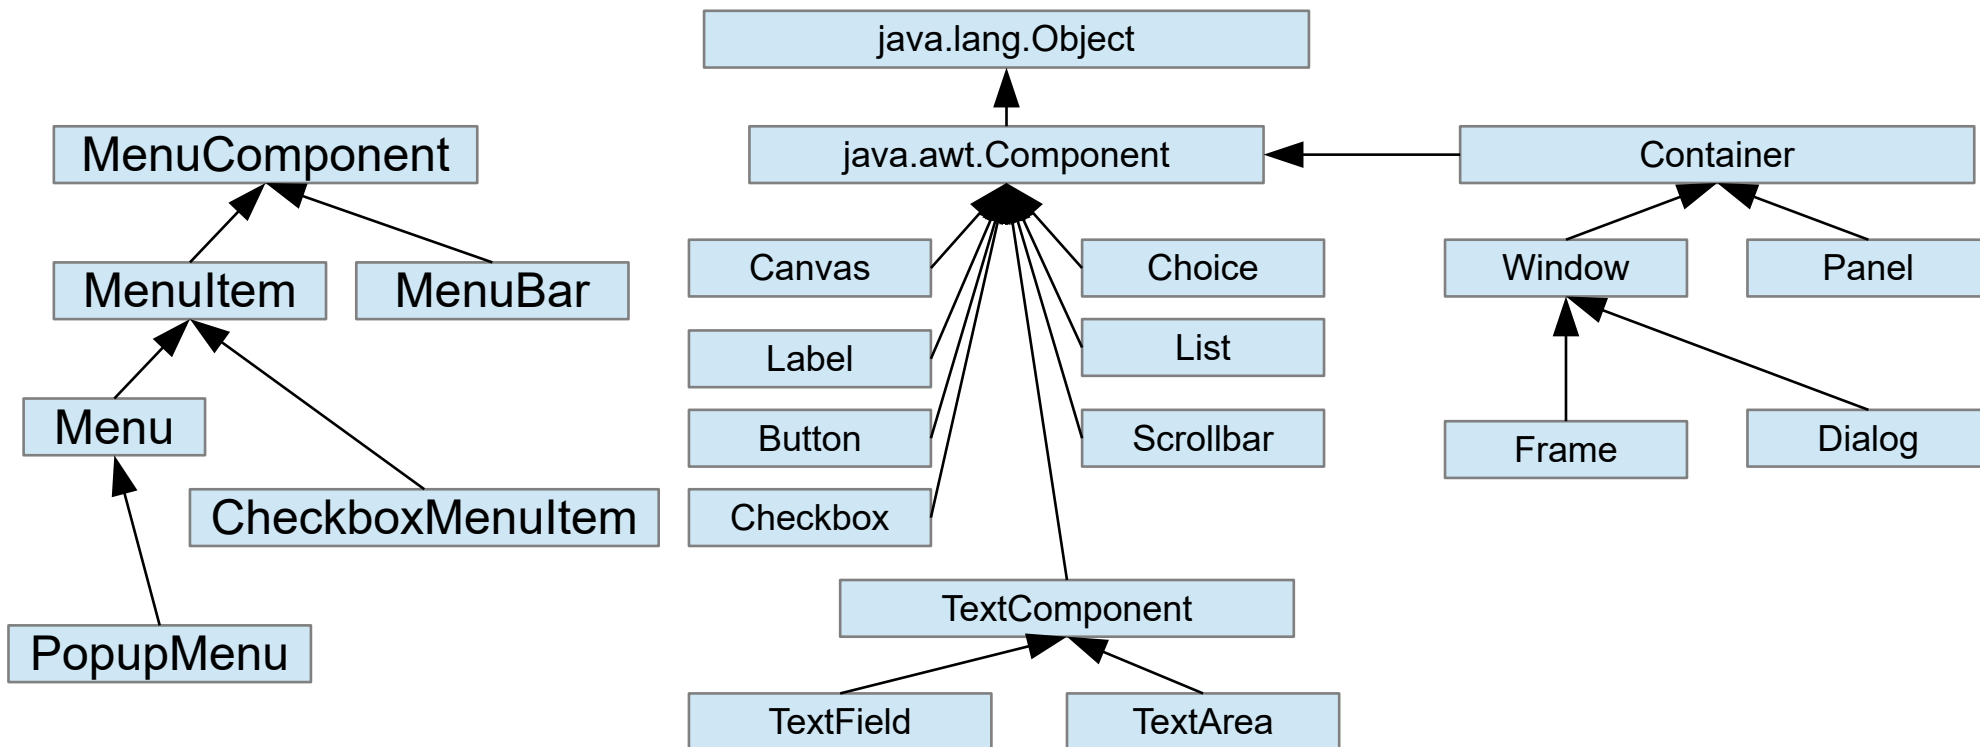 java.lang.Object
MenuComponent
java.awt.Component
Container
MenuItem
MenuBar
Canvas
Choice
Window
Panel
Label
List
Menu
Button
Scrollbar
Frame
Dialog
CheckboxMenuItem
Checkbox
TextComponent
PopupMenu
TextField
TextArea